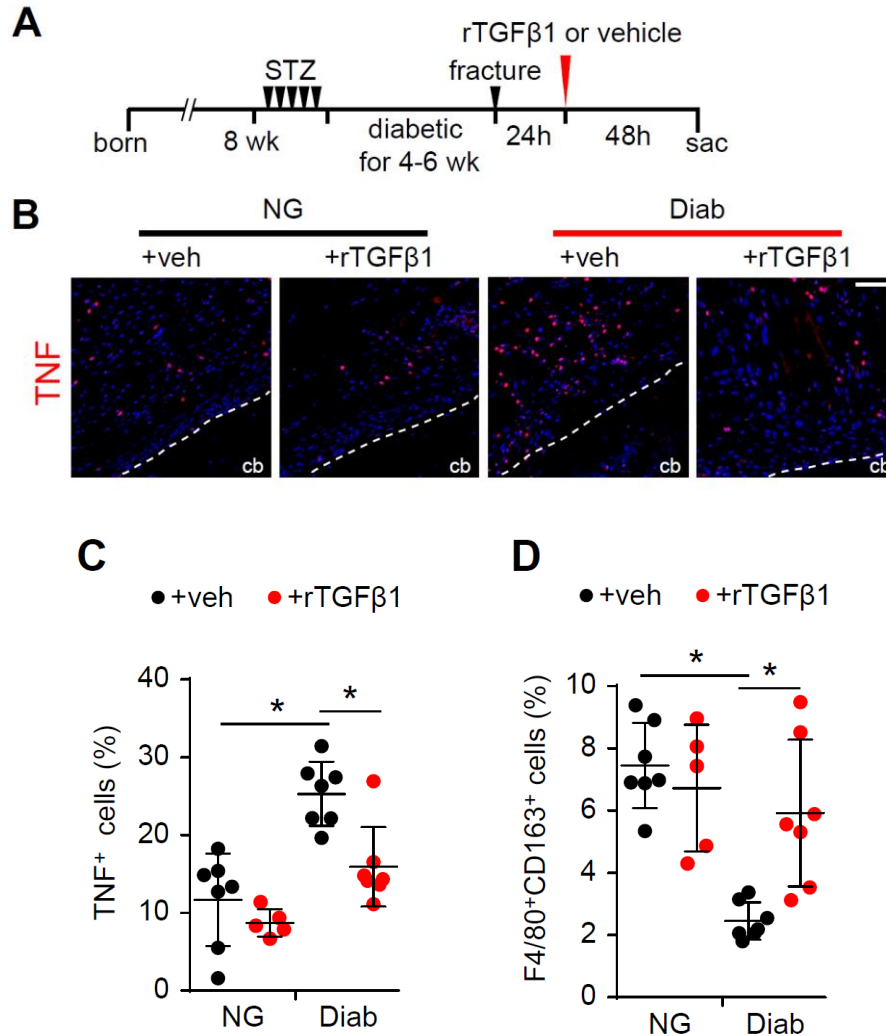 A
rTGFβ1 or vehicle
STZ
fracture
born
8 wk
diabetic
for 4-6 wk
24h
48h
sac
B
NG
Diab
+veh
+rTGFβ1
+veh
+rTGFβ1
TNF
cb
cb
cb
cb
C
+veh
+rTGFβ1
TNF⁺ cells (%)
40
30
20
10
0
*
*
NG
Diab
D
+veh
+rTGFβ1
F4/80⁺CD163⁺ cells (%)
10
8
6
4
2
0
*
*
NG
Diab